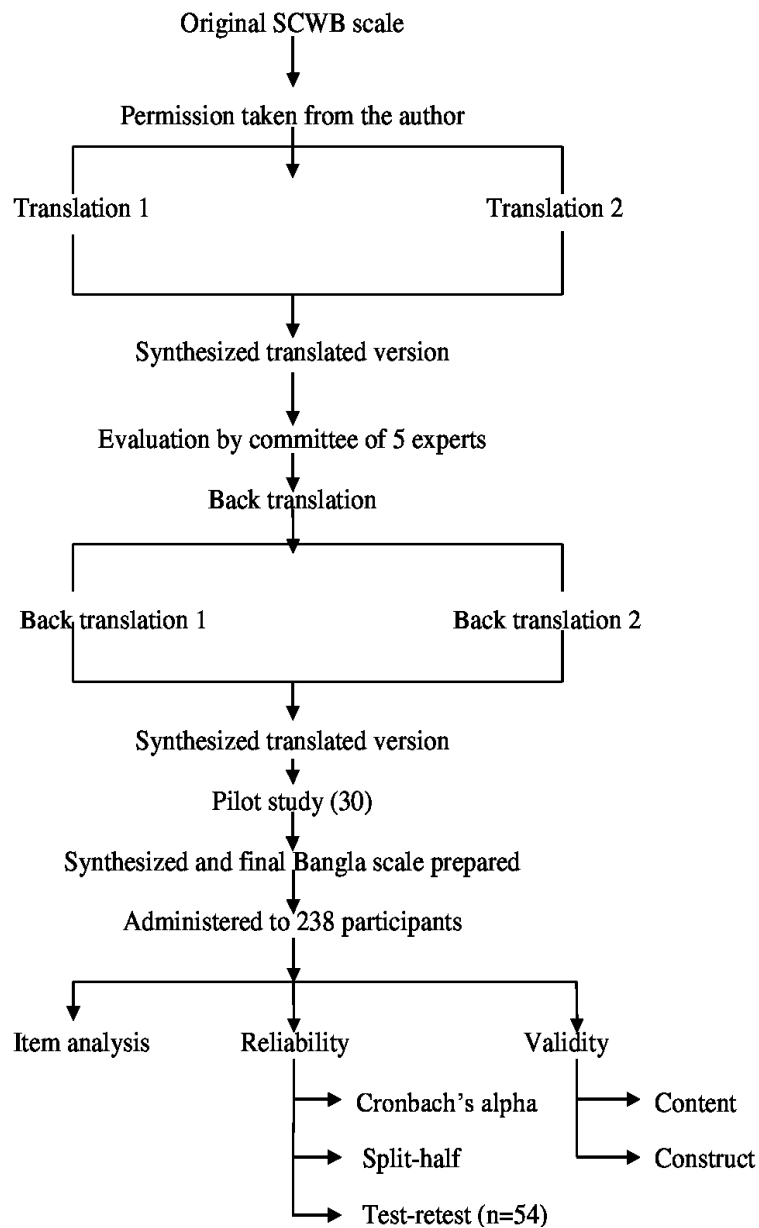 Original SCWB scale
Permission taken from the author
Translation 1
Translation 2
Synthesized translated version
Evaluation by committee of 5 experts
Back translation
Back translation 1
Back translation 2
Synthesized translated version
Pilot study (30)
Synthesized and final Bangla scale prepared
Administered to 238 participants
Item analysis
Reliability
Validity
Cronbach's alpha
Content
Split-half
Construct
Test-retest (n=54)